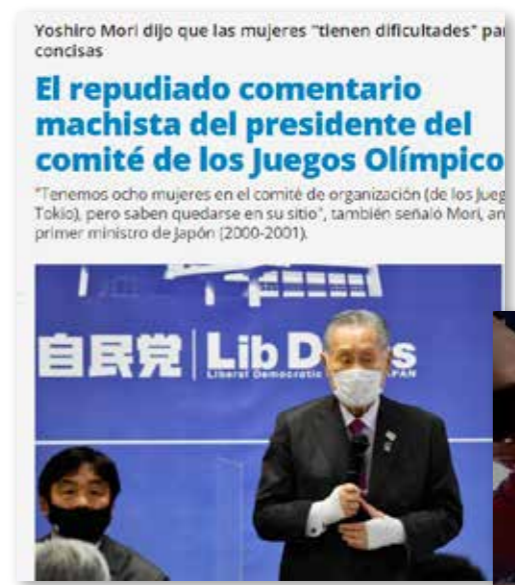 Yoshiro Mori dijo que las mujeres "tienen dificultades"
concisas
El repudiado comentario
machista del presidente del
comité de los Juegos Olímpico
"Tenemos ocho mujeres en el comité de organización (de los
Tokio), pero saben quedarse en su sitio", también señaló Mori,
primer ministro de Japón (2000-2001).
自民党 Lib D s
Liberal Democratic